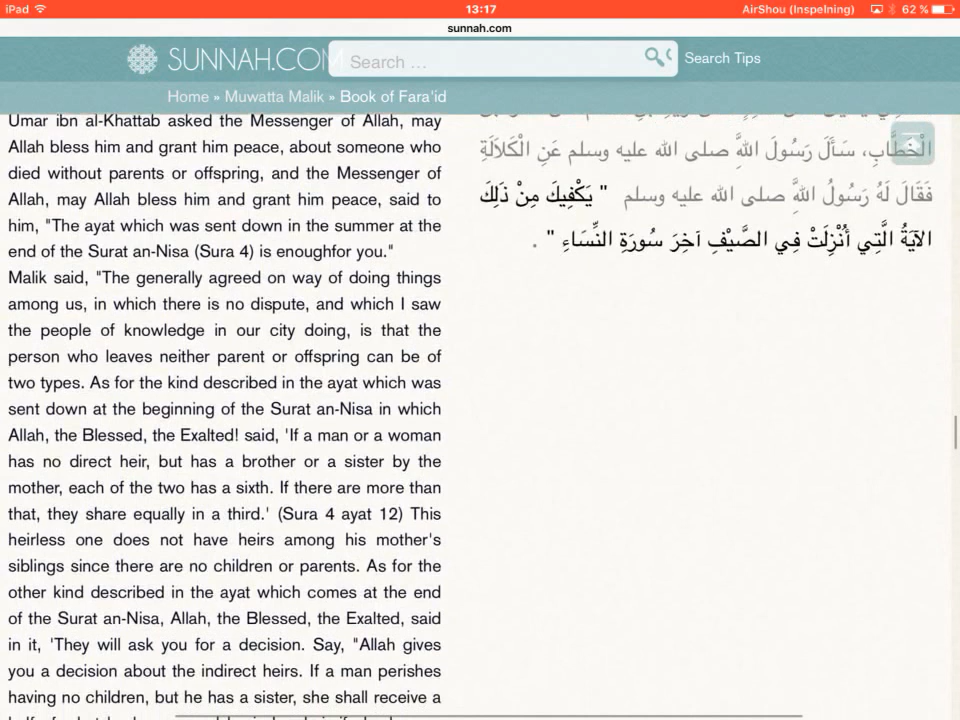 iPad
13:17
AirShou (Inspelning)
62 %
sunnah.com
SUNNAH.COM
Search ...
Search Tips
Home » Muwatta Malik » Book of Fara'id
Umar ibn al-Khattab asked the Messenger of Allah, may
Allah bless him and grant him peace, about someone who
died without parents or offspring, and the Messenger of
Allah, may Allah bless him and grant him peace, said to
him, "The ayat which was sent down in the summer at the
end of the Surat an-Nisa (Sura 4) is enoughfor you."
Malik said, "The generally agreed on way of doing things
among us, in which there is no dispute, and which I saw
the people of knowledge in our city doing, is that the
person who leaves neither parent or offspring can be of
two types. As for the kind described in the ayat which was
sent down at the beginning of the Surat an-Nisa in which
Allah, the Blessed, the Exalted! said, 'If a man or a woman
has no direct heir, but has a brother or a sister by the
mother, each of the two has a sixth. If there are more than
that, they share equally in a third.' (Sura 4 ayat 12) This
heirless one does not have heirs among his mother's
siblings since there are no children or parents. As for the
other kind described in the ayat which comes at the end
of the Surat an-Nisa, Allah, the Blessed, the Exalted, said
in it, 'They will ask you for a decision. Say, "Allah gives
you a decision about the indirect heirs. If a man perishes
having no children, but he has a sister, she shall receive a
الْخَطَّابِ، سَأَلَ رَسُولَ اللَّهِ صلى الله عليه وسلم عَنِ الْكَلاَلَةِ
فَقَالَ لَهُ رَسُولُ اللَّهِ صلى الله عليه وسلم " يَكْفِيكَ مِنْ ذَلِكَ
الآيَةُ الَّتِي أُنْزِلَتْ فِي الصَّيْفِ آخِرَ سُورَةِ النِّسَاءِ " .